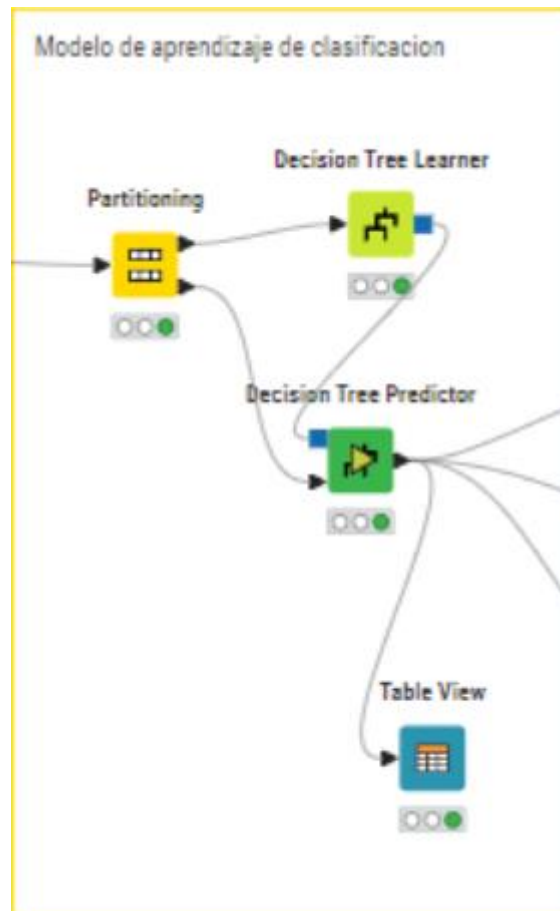 Modelo de aprendizaje de clasificacion
Decision Tree Learner
Partitioning
Decision Tree Predictor
Table View